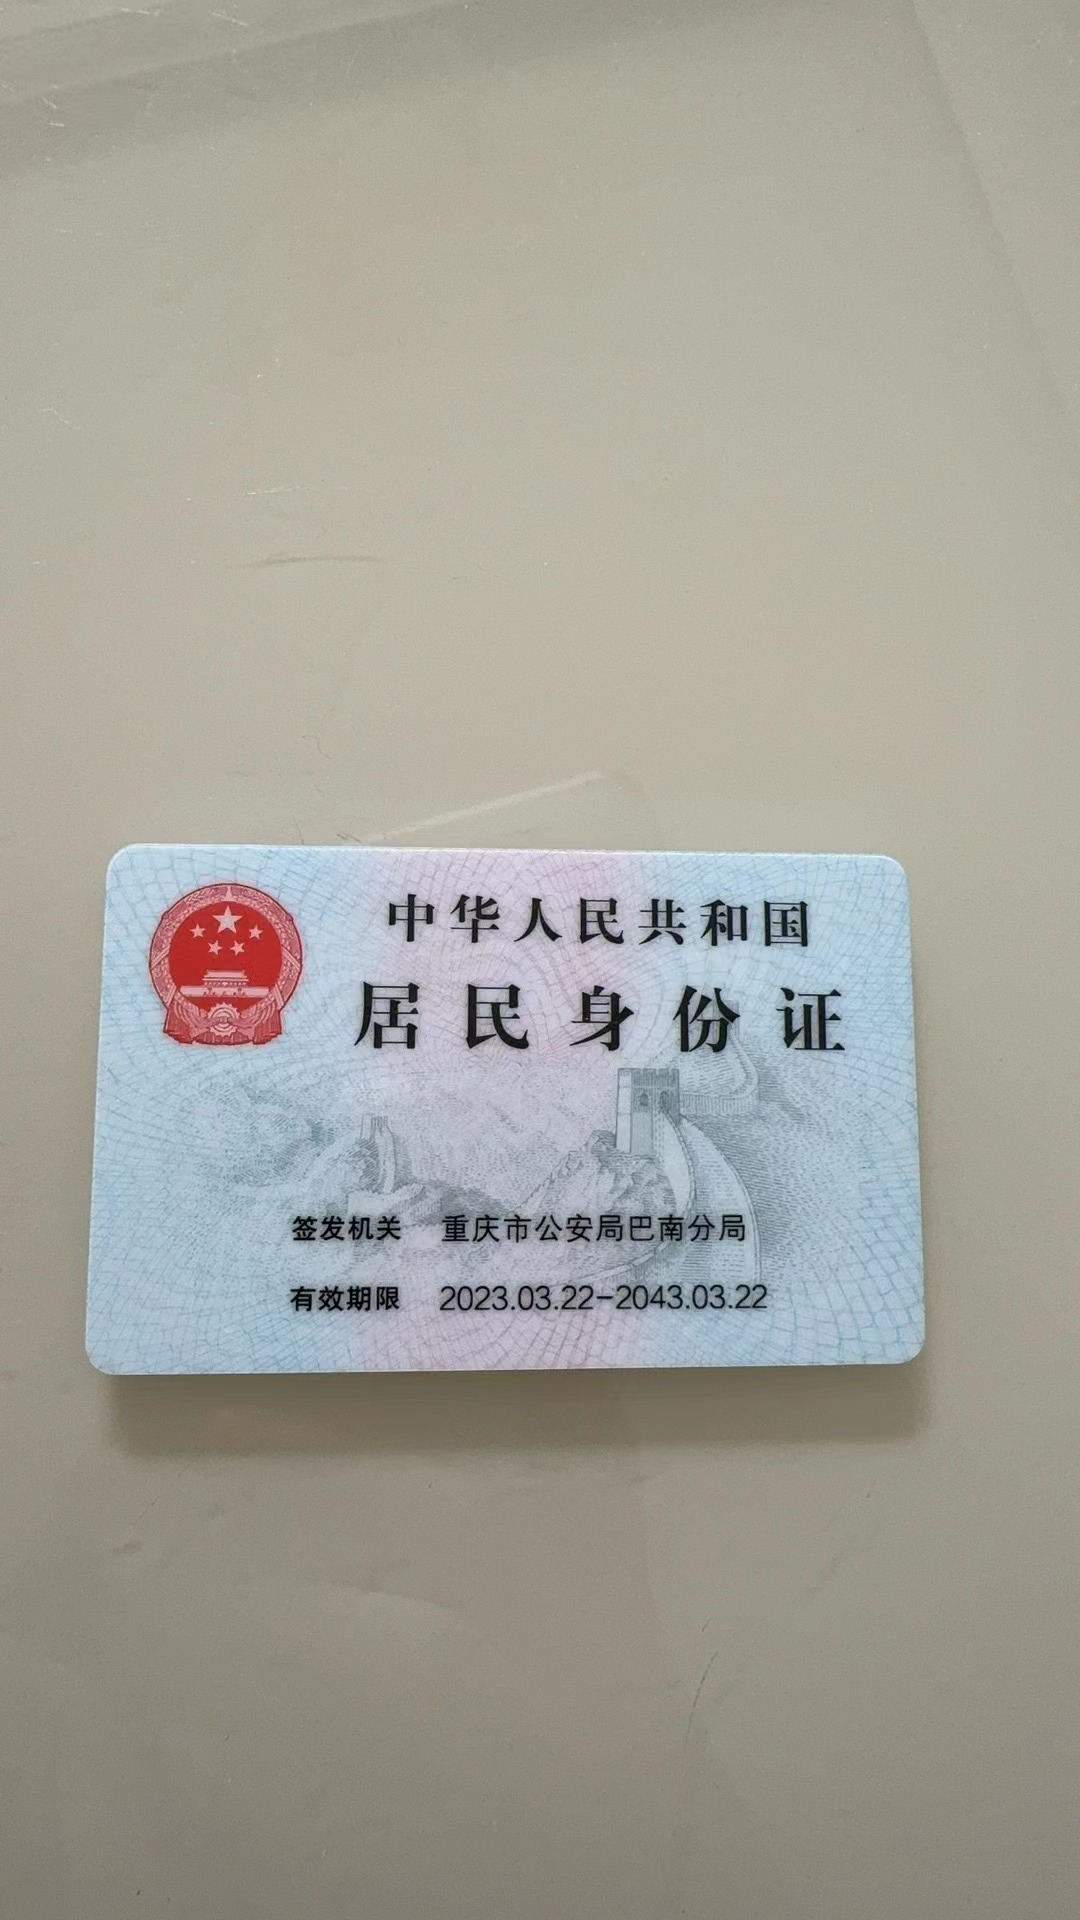 中华人民共和国
居民身份证
签发机关 重庆市公安局巴南分局
有效期限 2023.03.22-2043.03.22